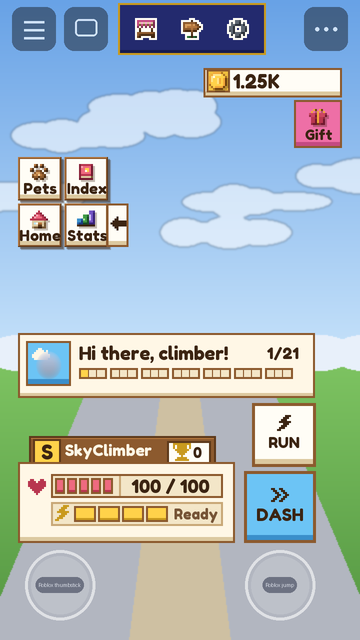 1.25K
Gift
Pets
Index
Home
Stats
Hi there, climber!
1/21
RUN
S
SkyClimber
0
100 / 100
Ready
DASH
Roblox thumbstick
Roblox jump